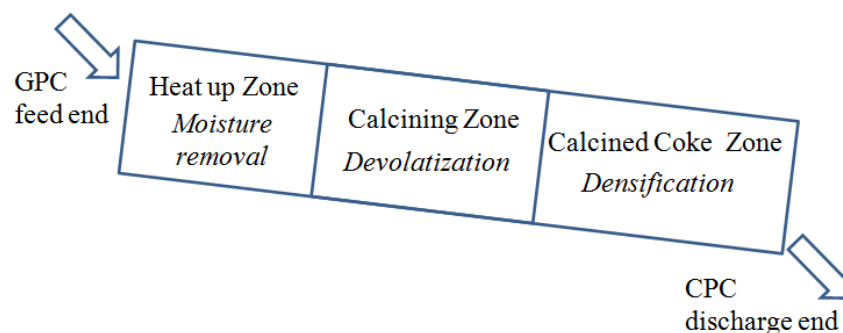 GPC
feed end
Heat up Zone
Moisture
removal
Calcining Zone
Devolatization
Calcined Coke Zone
Densification
CPC
discharge end